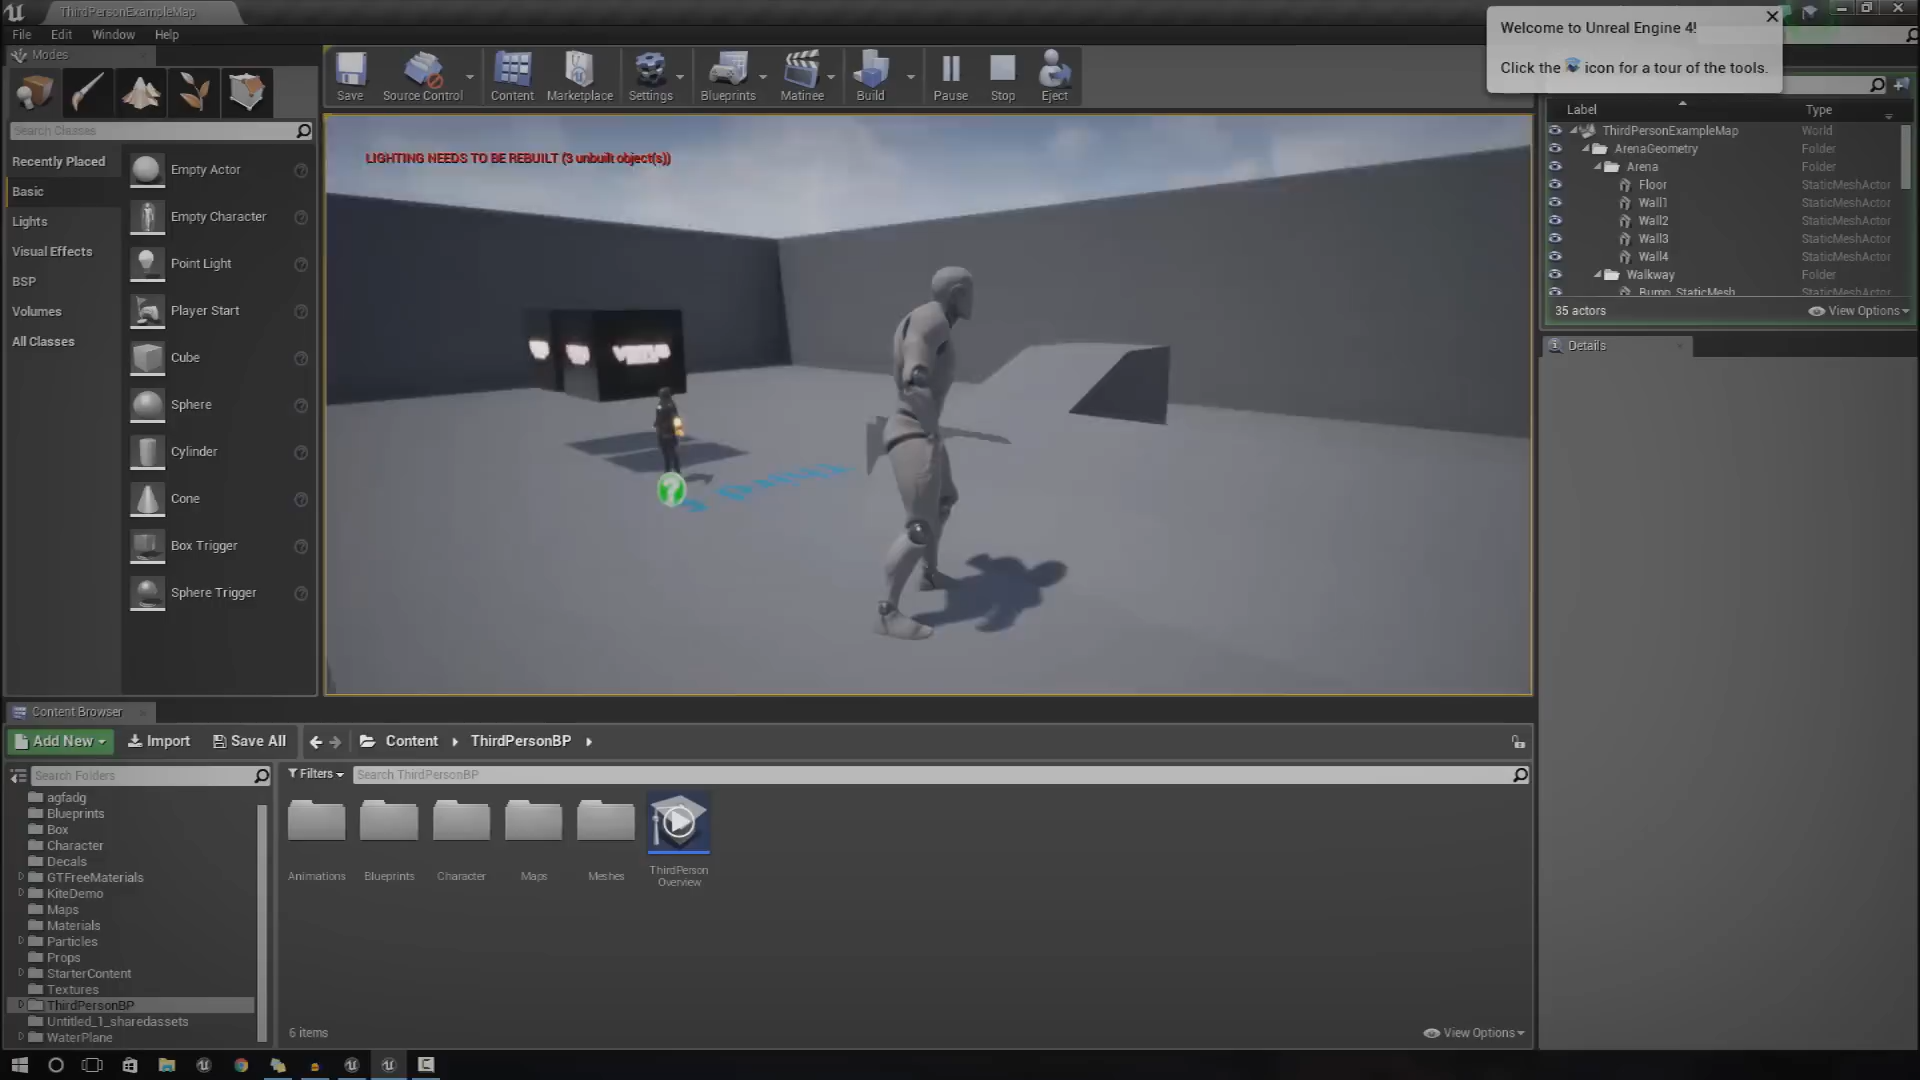 ThirdPersonExampleMap
File Edit Window Help
Welcome to Unreal Engine 4!
Click the icon for a tour of the tools.
Modes
Save Source Control Content Marketplace Settings Blueprints Matinee Build Pause Stop Eject
Search Classes
Recently Placed
Basic
Lights
Visual Effects
BSP
Volumes
All Classes
Empty Actor
Empty Character
Point Light
Player Start
Cube
Sphere
Cylinder
Cone
Box Trigger
Sphere Trigger
LIGHTING NEEDS TO BE REBUILT (3 unbuilt object(s))
Label Type
ThirdPersonExampleMap World
ArenaGeometry Folder
Arena Folder
Floor StaticMeshActor
Wall1 StaticMeshActor
Wall2 StaticMeshActor
Wall3 StaticMeshActor
Wall4 StaticMeshActor
Walkway Folder
Bump_StaticMesh StaticMeshActor
35 actors View Options
Details
Content Browser
Add New Import Save All Content ThirdPersonBP
Search Folders
Filters Search ThirdPersonBP
agfadg
Blueprints
Box
Character
Decals
GTFreeMaterials
KiteDemo
Maps
Materials
Particles
Props
StarterContent
Textures
ThirdPersonBP
Untitled_1_sharedassets
WaterPlane
Animations Blueprints Character Maps Meshes ThirdPerson
Overview
6 items View Options